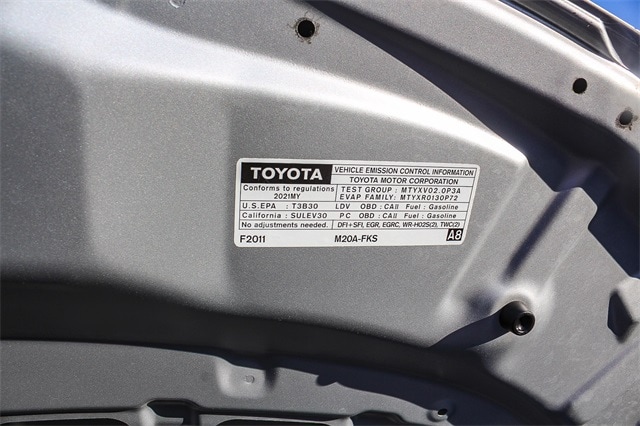 TOYOTA VEHICLE EMISSION CONTROL INFORMATION
TOYOTA MOTOR CORPORATION
Conforms to regulations TEST GROUP : MTYXV02.0P3A
2021MY EVAP FAMILY: MTYXR0130P72
U.S.EPA : T3B30 LDV OBD : CAⅡ Fuel : Gasoline
California : SULEV30 PC OBD : CAⅡ Fuel : Gasoline
No adjustments needed. DFI+SFI, EGR, EGRC, WR-HO2S(2), TWC(2)
F2011 M20A-FKS A8